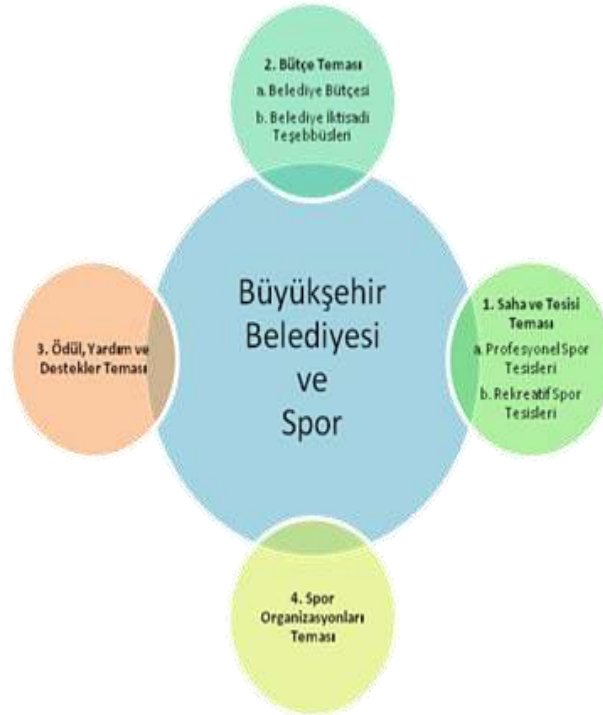 2. Bütçe Teması
a. Belediye Bütçesi
b. Belediye İktisadi
Teşebbüsleri
Büyükşehir
Belediyesi
ve
Spor
1. Saha ve Tesisi
Teması
a. Profesyonel Spor
Tesisleri
b. Rekreatif Spor
Tesisleri
3. Ödül, Yardım ve
Destekler Teması
4. Spor
Organizasyonları
Teması